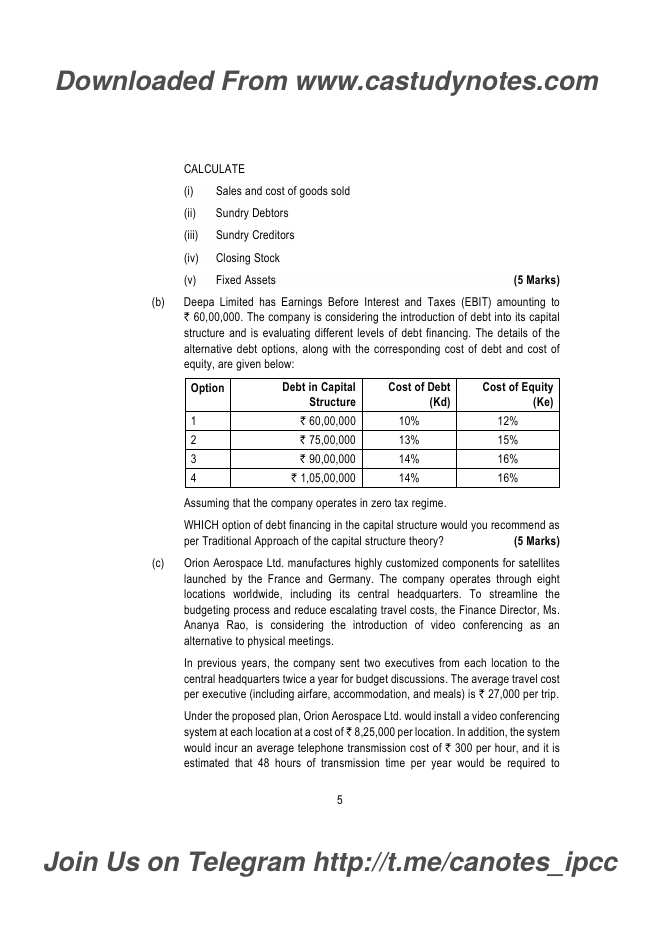 Downloaded From www.castudynotes.com
CALCULATE
(i) Sales and cost of goods sold
(ii) Sundry Debtors
(iii) Sundry Creditors
(iv) Closing Stock
(v) Fixed Assets (5 Marks)
(b) Deepa Limited has Earnings Before Interest and Taxes (EBIT) amounting to
₹ 60,00,000. The company is considering the introduction of debt into its capital
structure and is evaluating different levels of debt financing. The details of the
alternative debt options, along with the corresponding cost of debt and cost of
equity, are given below:
Option Debt in Capital Cost of Debt Cost of Equity
Structure (Kd) (Ke)
1 ₹ 60,00,000 10% 12%
2 ₹ 75,00,000 13% 15%
3 ₹ 90,00,000 14% 16%
4 ₹ 1,05,00,000 14% 16%
Assuming that the company operates in zero tax regime.
WHICH option of debt financing in the capital structure would you recommend as
per Traditional Approach of the capital structure theory? (5 Marks)
(c) Orion Aerospace Ltd. manufactures highly customized components for satellites
launched by the France and Germany. The company operates through eight
locations worldwide, including its central headquarters. To streamline the
budgeting process and reduce escalating travel costs, the Finance Director, Ms.
Ananya Rao, is considering the introduction of video conferencing as an
alternative to physical meetings.
In previous years, the company sent two executives from each location to the
central headquarters twice a year for budget discussions. The average travel cost
per executive (including airfare, accommodation, and meals) is ₹ 27,000 per trip.
Under the proposed plan, Orion Aerospace Ltd. would install a video conferencing
system at each location at a cost of ₹ 8,25,000 per location. In addition, the system
would incur an average telephone transmission cost of ₹ 300 per hour, and it is
estimated that 48 hours of transmission time per year would be required to
5
Join Us on Telegram http://t.me/canotes_ipcc